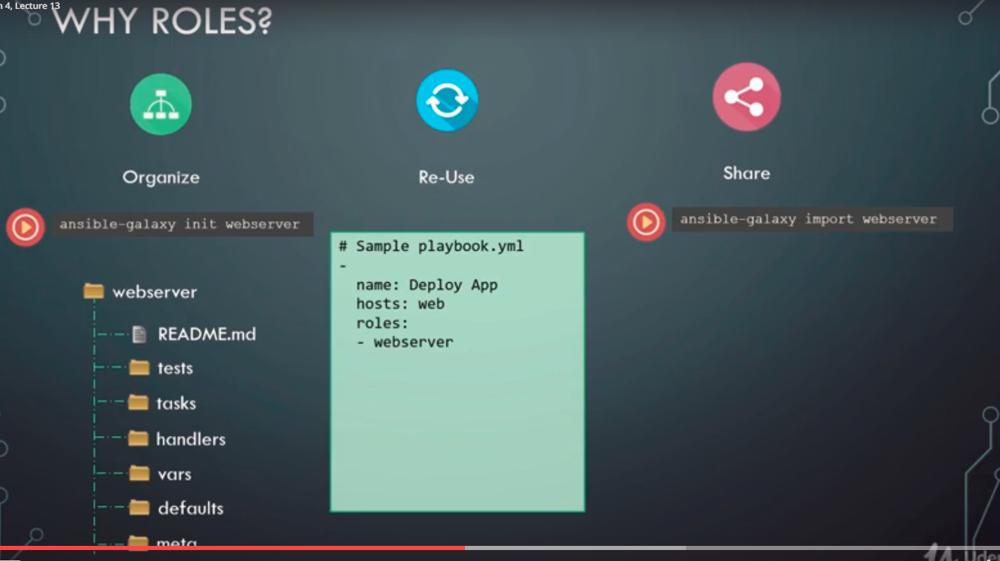 4, Lecture 13
WHY ROLES?
Organize
Re-Use
Share
ansible-galaxy init webserver
ansible-galaxy import webserver
webserver
README.md
tests
tasks
handlers
vars
defaults
meta
# Sample playbook.yml
-
name: Deploy App
hosts: web
roles:
- webserver